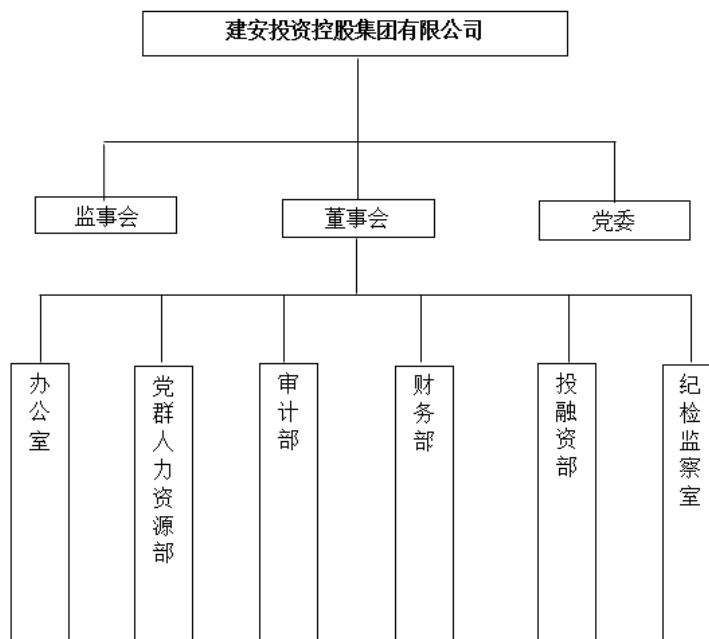 建安投资控股集团有限公司
监事会
董事会
党委
办公室
党群人力资源部
审计部
财务部
投融资部
纪检监察室